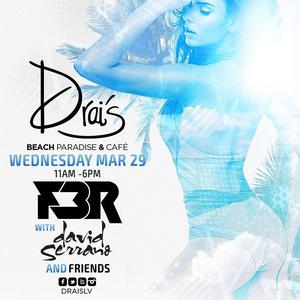 Drai's
BEACH PARADISE & CAFÉ
WEDNESDAY MAR 29
11AM -6PM
F3R
WITH david
serrano
AND FRIENDS
DRAISLV